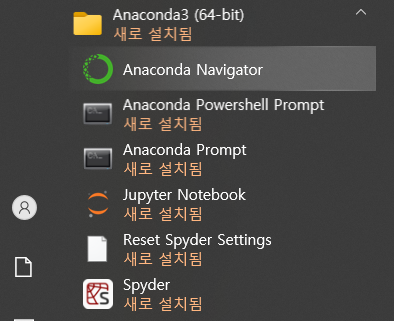 Anaconda3 (64-bit)
새로 설치됨
Anaconda Navigator
Anaconda Powershell Prompt
새로 설치됨
Anaconda Prompt
새로 설치됨
Jupyter Notebook
새로 설치됨
Reset Spyder Settings
새로 설치됨
Spyder
새로 설치됨